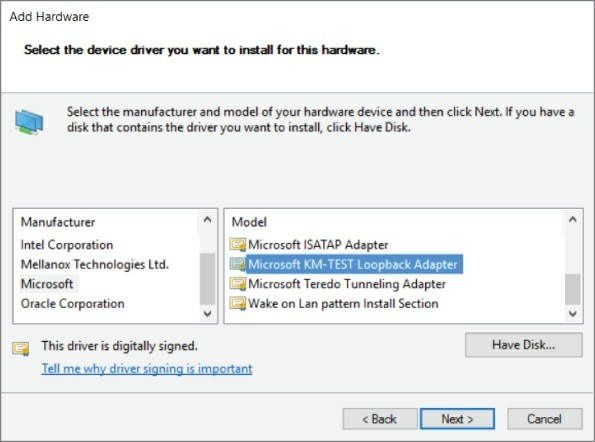 Add Hardware
Select the device driver you want to install for this hardware.
Select the manufacturer and model of your hardware device and then click Next. If you have a
disk that contains the driver you want to install, click Have Disk.
Manufacturer
Intel Corporation
Mellanox Technologies Ltd.
Microsoft
Oracle Corporation
Model
Microsoft ISATAP Adapter
Microsoft KM-TEST Loopback Adapter
Microsoft Teredo Tunneling Adapter
Wake on Lan pattern Install Section
This driver is digitally signed.
Tell me why driver signing is important
Have Disk...
< Back
Next >
Cancel